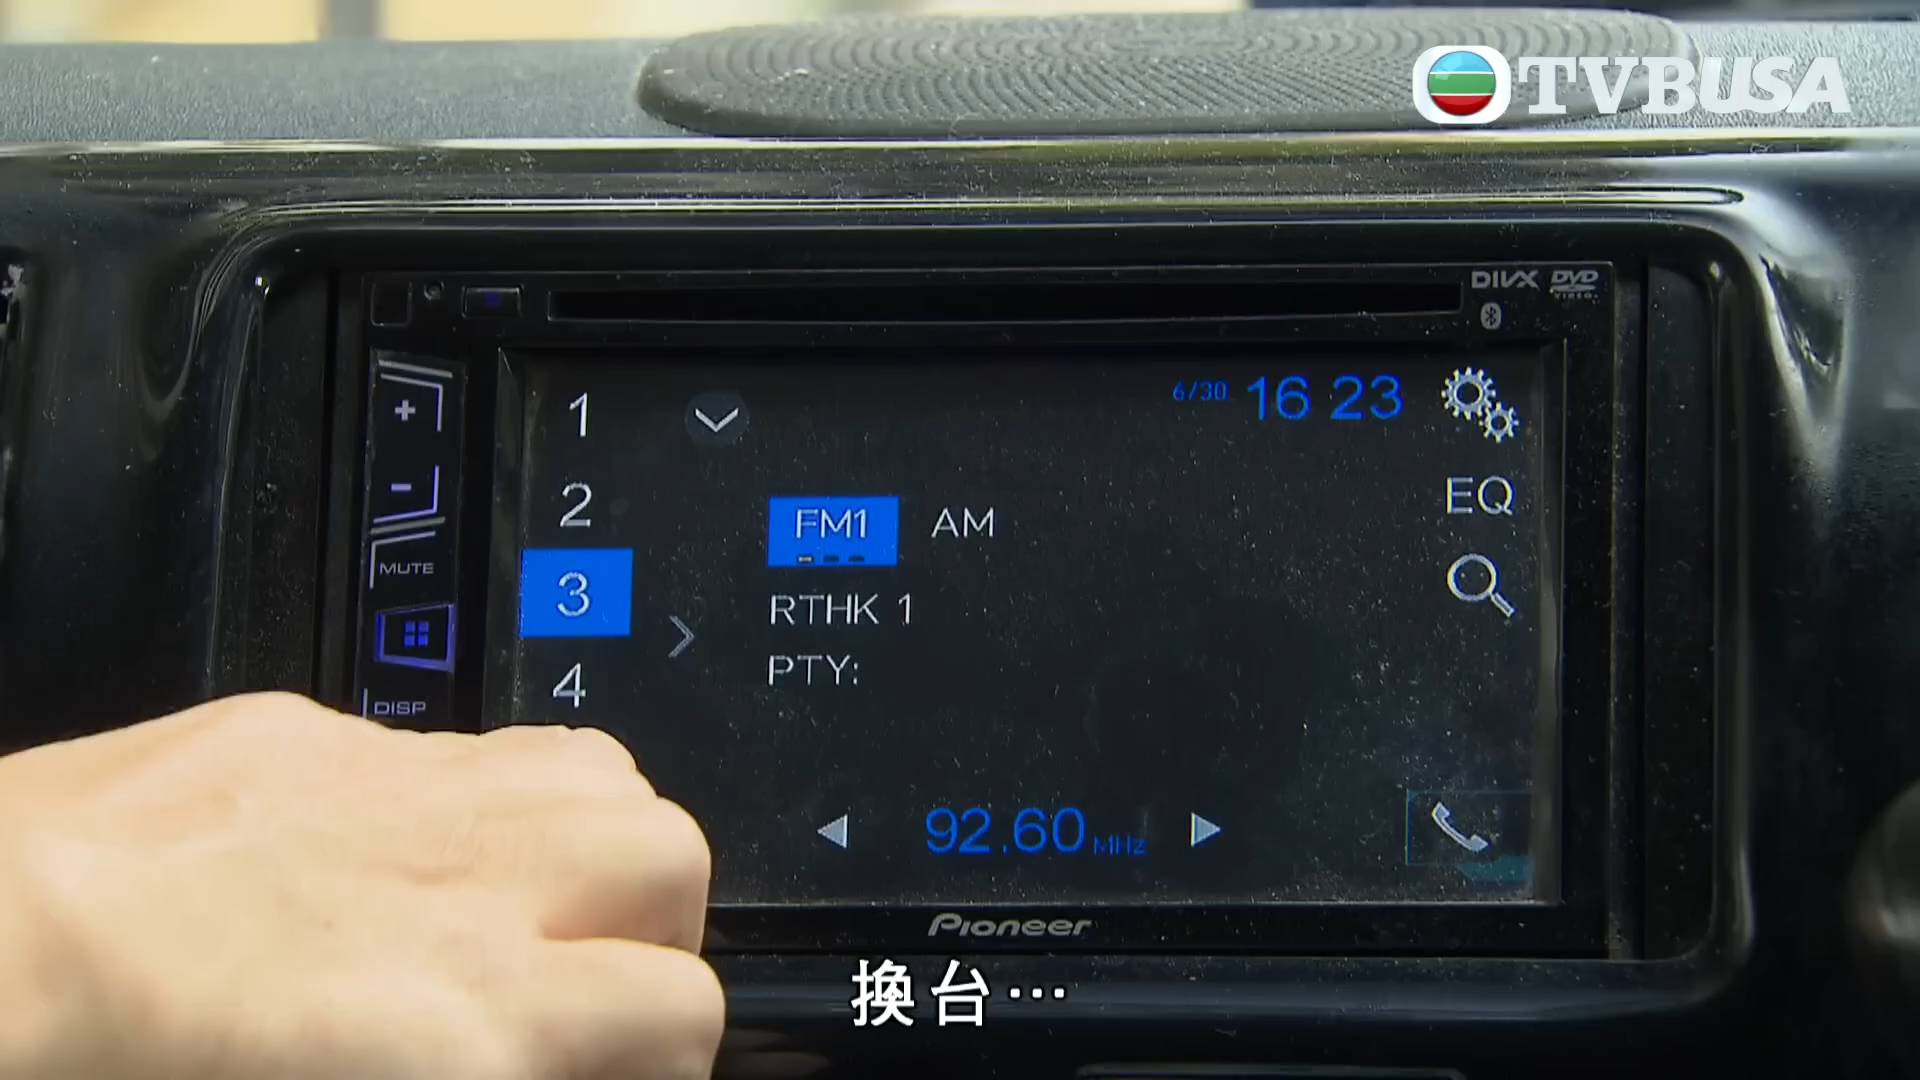 TVBUSA
DIVX DVD
VIDEO
1
6/30 16 23
2
EQ
FM1 AM
MUTE
3
RTHK 1
PTY:
4
DISP
92.60 MHz
Pioneer
換台…